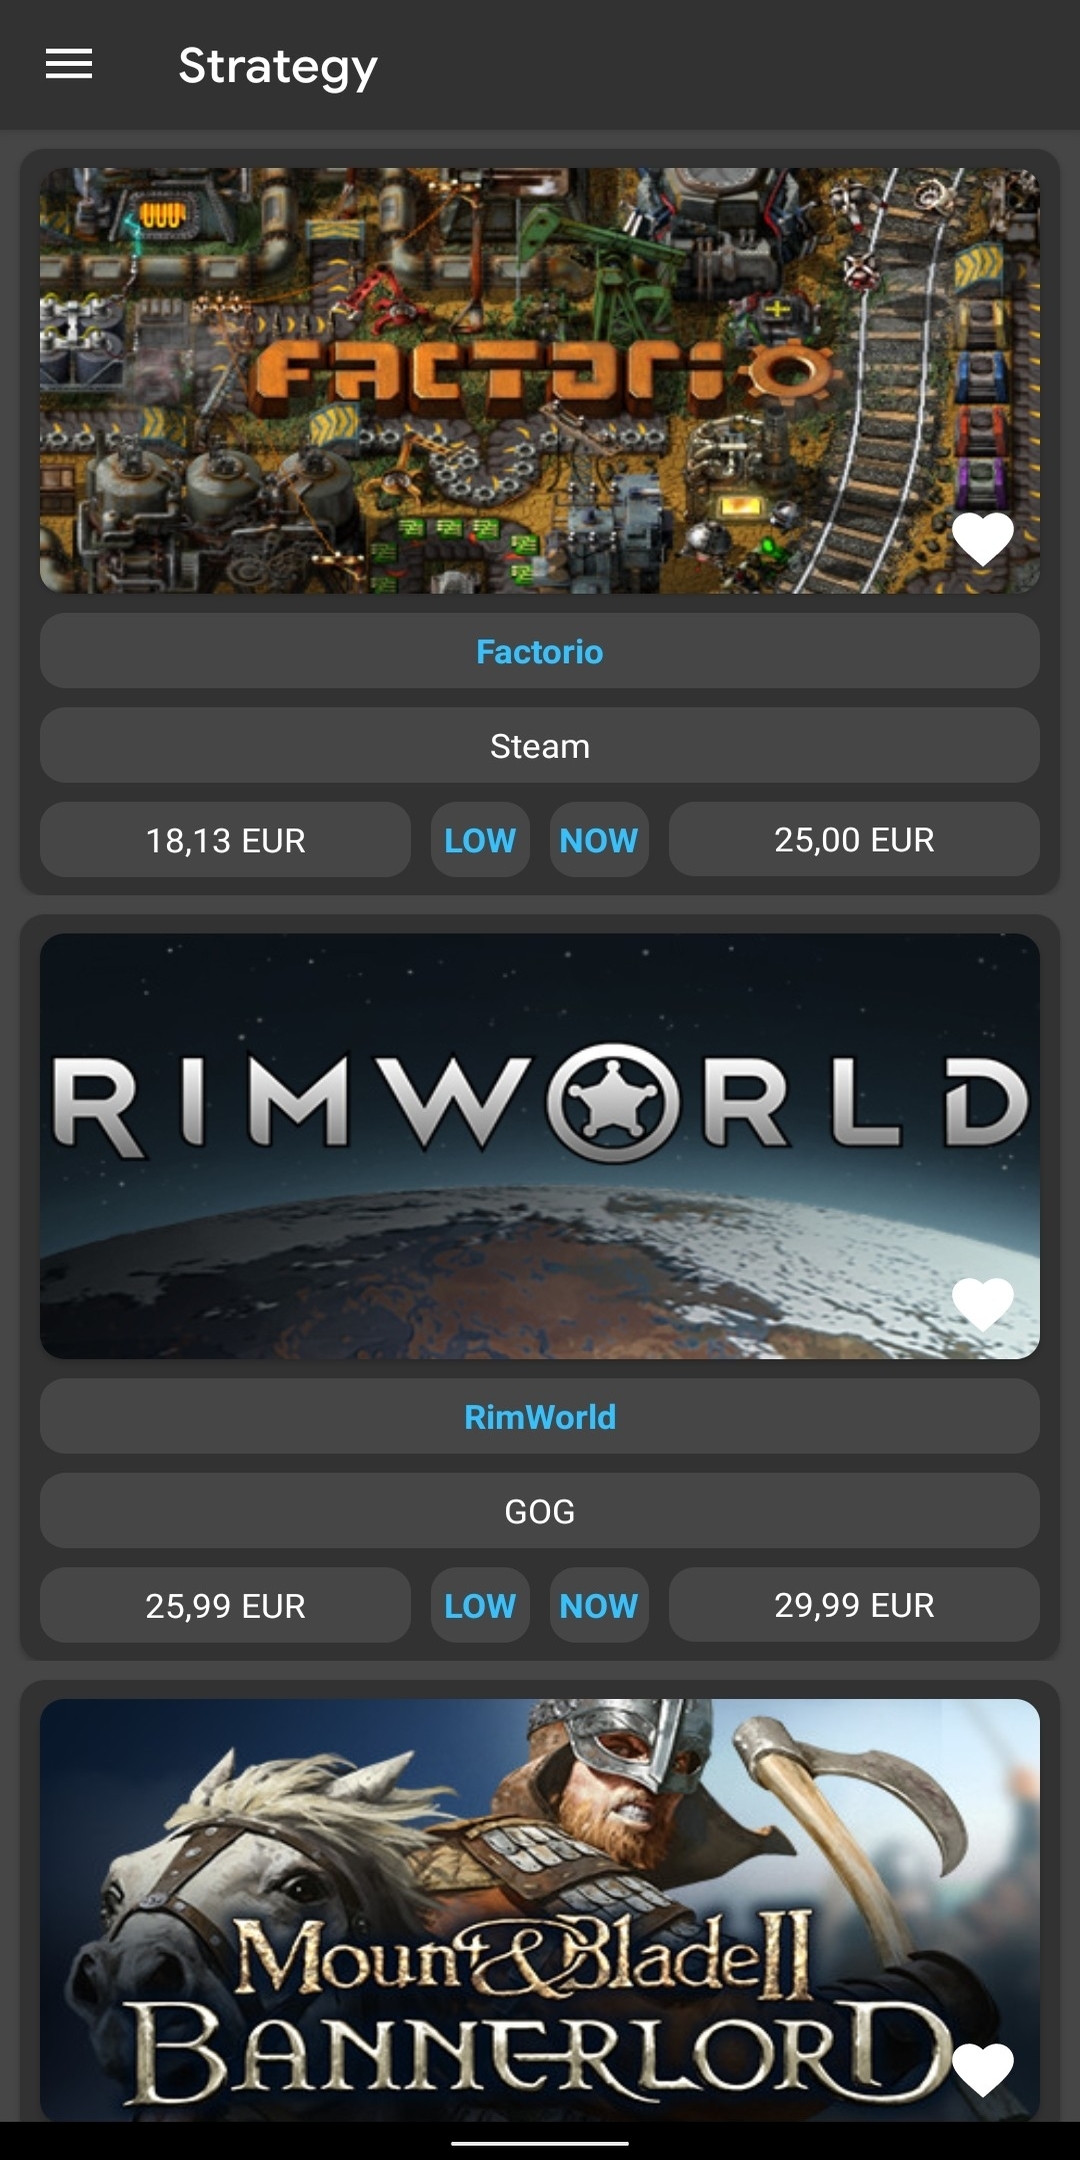 Strategy
FACTORIO
Factorio
Steam
18,13 EUR LOW NOW 25,00 EUR
RIMWORLD
RimWorld
GOG
25,99 EUR LOW NOW 29,99 EUR
Mount & Blade II
BANNERLORD